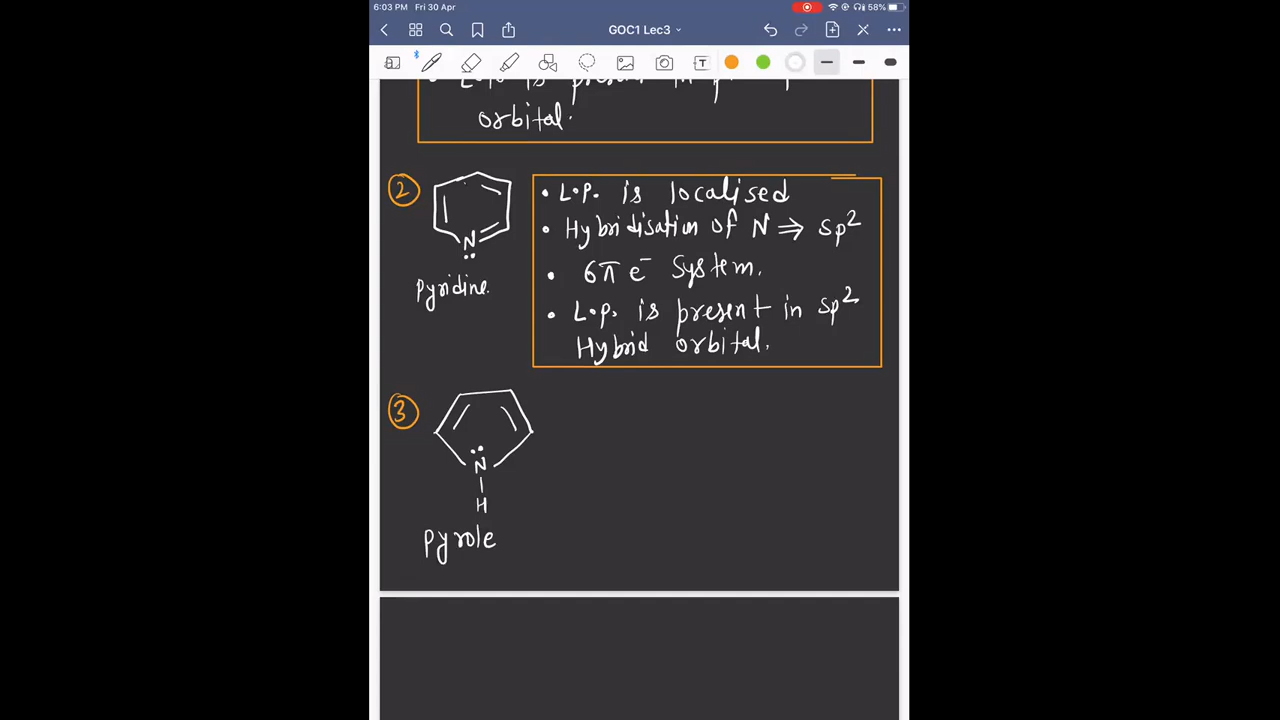 6:03 PM Fri 30 Apr
58%
GOC1 Lec3
T
orbital.
2
N
Pyridine.
• L.P. is localised
• Hybridisation of N ⇒ sp²
• 6π e⁻ System.
• L.P. is present in sp²
Hybrid orbital.
3
N
H
Pyrole